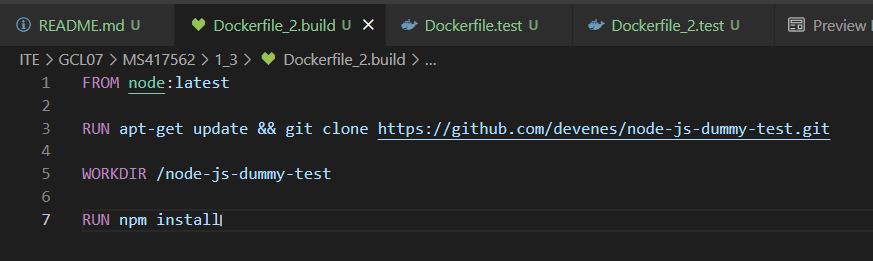 README.md U Dockerfile_2.build U Dockerfile.test U Dockerfile_2.test U Preview
ITE > GCL07 > MS417562 > 1_3 > Dockerfile_2.build > ...
1 FROM node:latest
2
3 RUN apt-get update && git clone https://github.com/devenes/node-js-dummy-test.git
4
5 WORKDIR /node-js-dummy-test
6
7 RUN npm install